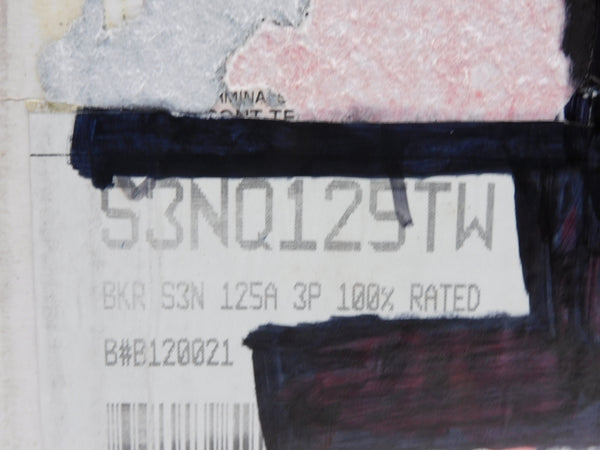 S3NQ125TW
BKR S3N 125A 3P 100% RATED
B#B120021